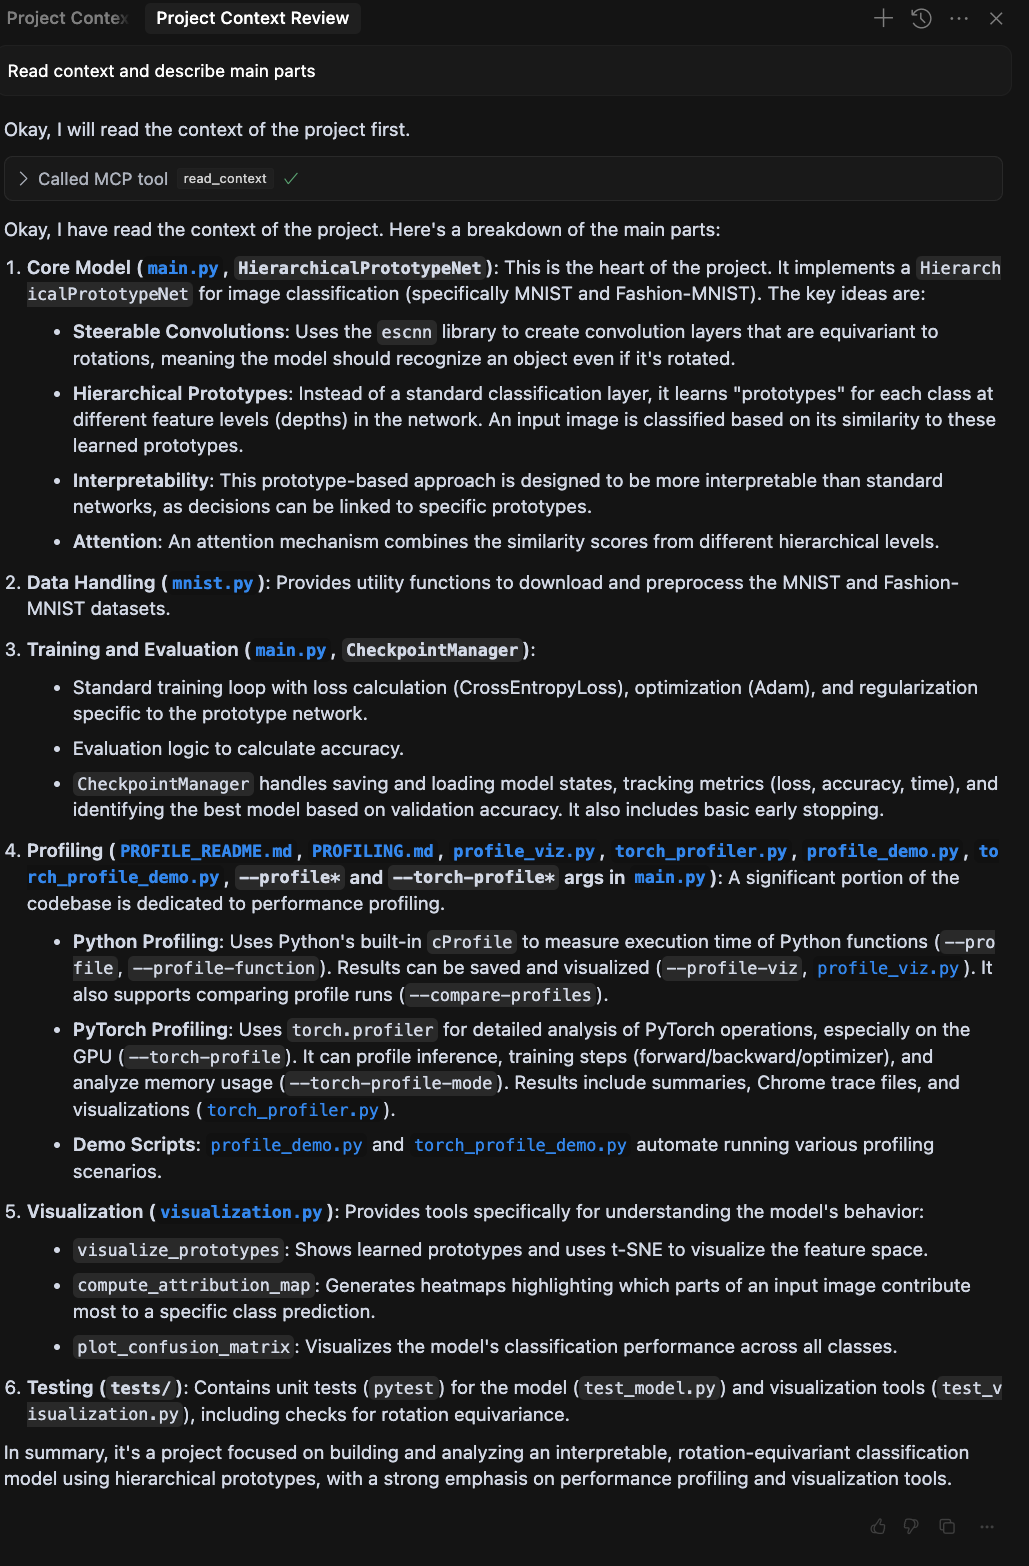 Project Contex Project Context Review
Read context and describe main parts
Okay, I will read the context of the project first.
Called MCP tool read_context
Okay, I have read the context of the project. Here's a breakdown of the main parts:
1. Core Model ( main.py , HierarchicalPrototypeNet ): This is the heart of the project. It implements a Hierarch
icalPrototypeNet for image classification (specifically MNIST and Fashion-MNIST). The key ideas are:
• Steerable Convolutions: Uses the escnn library to create convolution layers that are equivariant to
rotations, meaning the model should recognize an object even if it's rotated.
• Hierarchical Prototypes: Instead of a standard classification layer, it learns "prototypes" for each class at
different feature levels (depths) in the network. An input image is classified based on its similarity to these
learned prototypes.
• Interpretability: This prototype-based approach is designed to be more interpretable than standard
networks, as decisions can be linked to specific prototypes.
• Attention: An attention mechanism combines the similarity scores from different hierarchical levels.
2. Data Handling ( mnist.py ): Provides utility functions to download and preprocess the MNIST and Fashion-
MNIST datasets.
3. Training and Evaluation ( main.py , CheckpointManager ):
• Standard training loop with loss calculation (CrossEntropyLoss), optimization (Adam), and regularization
specific to the prototype network.
• Evaluation logic to calculate accuracy.
• CheckpointManager handles saving and loading model states, tracking metrics (loss, accuracy, time), and
identifying the best model based on validation accuracy. It also includes basic early stopping.
4. Profiling ( PROFILE_README.md , PROFILING.md , profile_viz.py , torch_profiler.py , profile_demo.py , to
rch_profile_demo.py , --profile* and --torch-profile* args in main.py ): A significant portion of the
codebase is dedicated to performance profiling.
• Python Profiling: Uses Python's built-in cProfile to measure execution time of Python functions ( --pro
file , --profile-function ). Results can be saved and visualized ( --profile-viz , profile_viz.py ). It
also supports comparing profile runs ( --compare-profiles ).
• PyTorch Profiling: Uses torch.profiler for detailed analysis of PyTorch operations, especially on the
GPU ( --torch-profile ). It can profile inference, training steps (forward/backward/optimizer), and
analyze memory usage ( --torch-profile-mode ). Results include summaries, Chrome trace files, and
visualizations ( torch_profiler.py ).
• Demo Scripts: profile_demo.py and torch_profile_demo.py automate running various profiling
scenarios.
5. Visualization ( visualization.py ): Provides tools specifically for understanding the model's behavior:
• visualize_prototypes : Shows learned prototypes and uses t-SNE to visualize the feature space.
• compute_attribution_map : Generates heatmaps highlighting which parts of an input image contribute
most to a specific class prediction.
• plot_confusion_matrix : Visualizes the model's classification performance across all classes.
6. Testing ( tests/ ): Contains unit tests ( pytest ) for the model ( test_model.py ) and visualization tools ( test_v
isualization.py ), including checks for rotation equivariance.
In summary, it's a project focused on building and analyzing an interpretable, rotation-equivariant classification
model using hierarchical prototypes, with a strong emphasis on performance profiling and visualization tools.